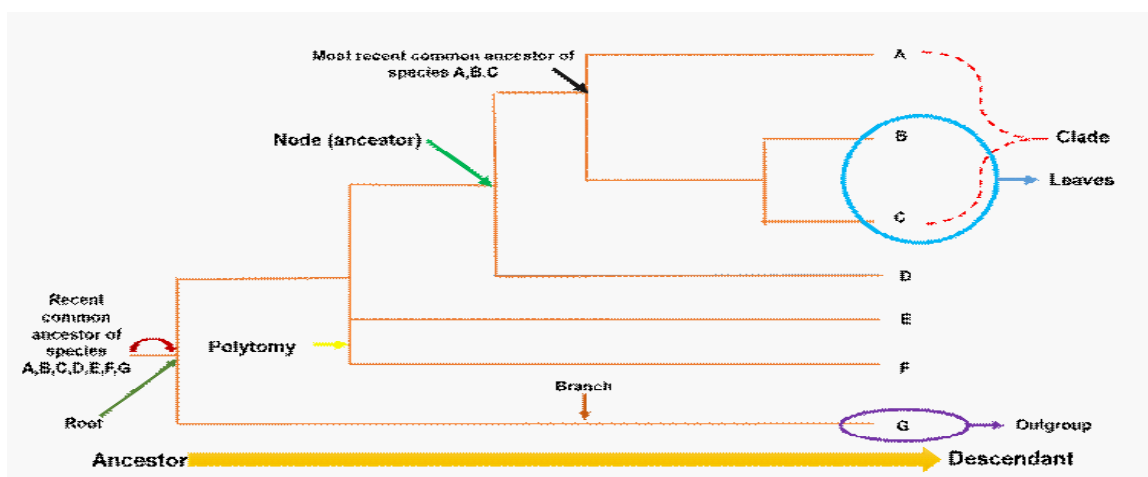 Most recent common ancestor of
species A,B.C
A
Node (ancestor)
B
Clade
Leaves
C
D
Recent
common
ancestor of
species
A,B,C,D,E,F,G
E
Polytomy
F
Branch
Root
G
Outgroup
Ancestor
Descendant